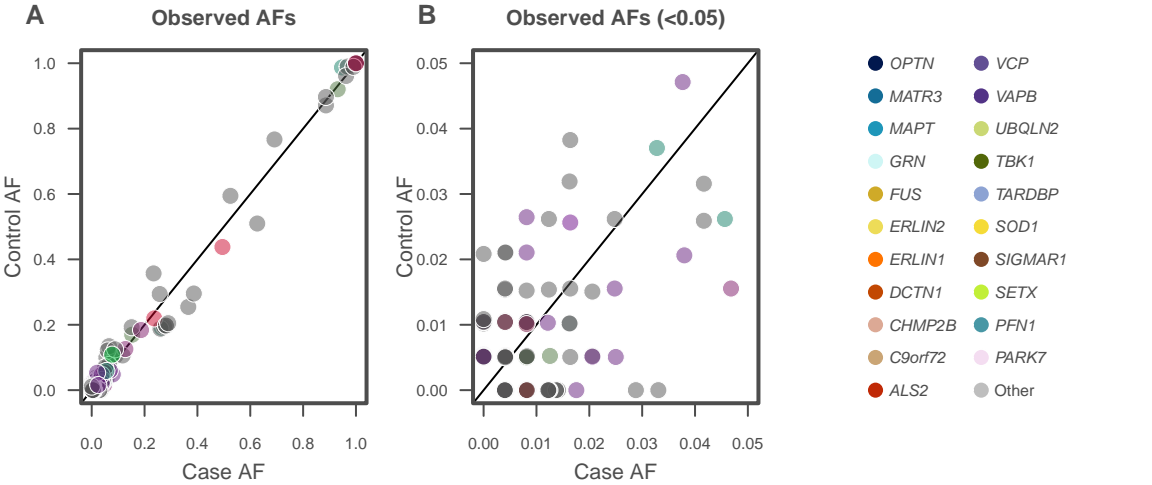 A
Observed AFs
1.0
0.8
0.6
0.4
0.2
0.0
Control AF
0.0 0.2 0.4 0.6 0.8 1.0
Case AF
B
Observed AFs (<0.05)
0.05
0.04
0.03
0.02
0.01
0.00
Control AF
0.00 0.01 0.02 0.03 0.04 0.05
Case AF
OPTN
MATR3
MAPT
GRN
FUS
ERLIN2
ERLIN1
DCTN1
CHMP2B
C9orf72
ALS2
VCP
VAPB
UBQLN2
TBK1
TARDBP
SOD1
SIGMAR1
SETX
PFN1
PARK7
Other